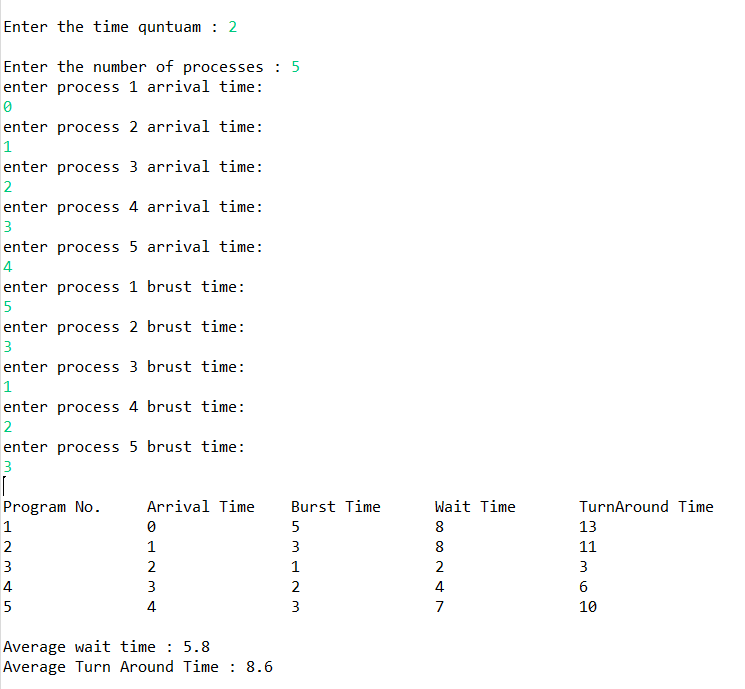 Enter the time quntuam : 2
Enter the number of processes : 5
enter process 1 arrival time:
0
enter process 2 arrival time:
1
enter process 3 arrival time:
2
enter process 4 arrival time:
3
enter process 5 arrival time:
4
enter process 1 brust time:
5
enter process 2 brust time:
3
enter process 3 brust time:
1
enter process 4 brust time:
2
enter process 5 brust time:
3
Program No. Arrival Time Burst Time Wait Time TurnAround Time
1 0 5 8 13
2 1 3 8 11
3 2 1 2 3
4 3 2 4 6
5 4 3 7 10
Average wait time : 5.8
Average Turn Around Time : 8.6